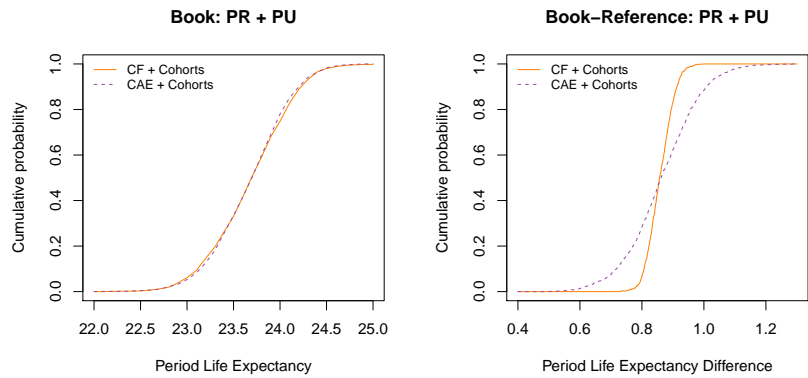 Book: PR + PU
CF + Cohorts
CAE + Cohorts
Cumulative probability
1.0
0.8
0.6
0.4
0.2
0.0
22.0 22.5 23.0 23.5 24.0 24.5 25.0
Period Life Expectancy
Book−Reference: PR + PU
CF + Cohorts
CAE + Cohorts
Cumulative probability
1.0
0.8
0.6
0.4
0.2
0.0
0.4 0.6 0.8 1.0 1.2
Period Life Expectancy Difference